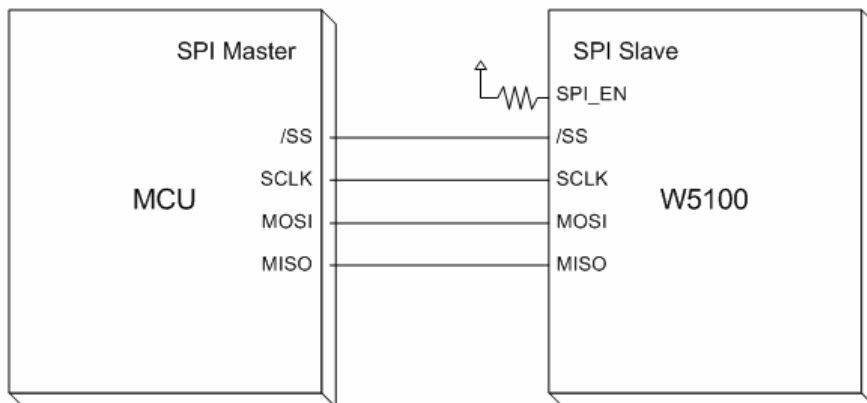 SPI Master
/SS
SCLK
MCU
MOSI
MISO
SPI Slave
SPI_EN
/SS
SCLK
W5100
MOSI
MISO